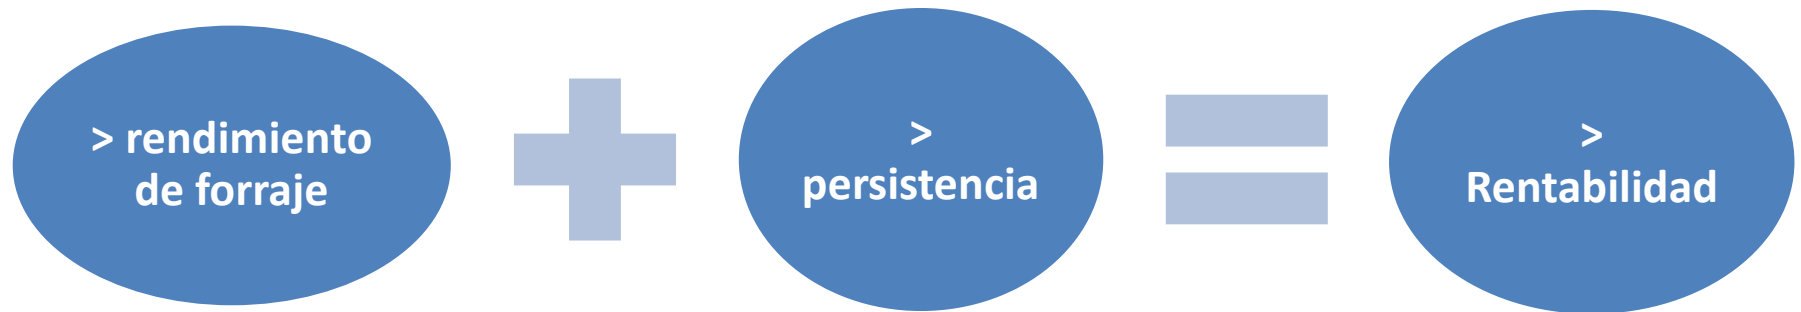 > rendimiento
de forraje
>
persistencia
>
Rentabilidad